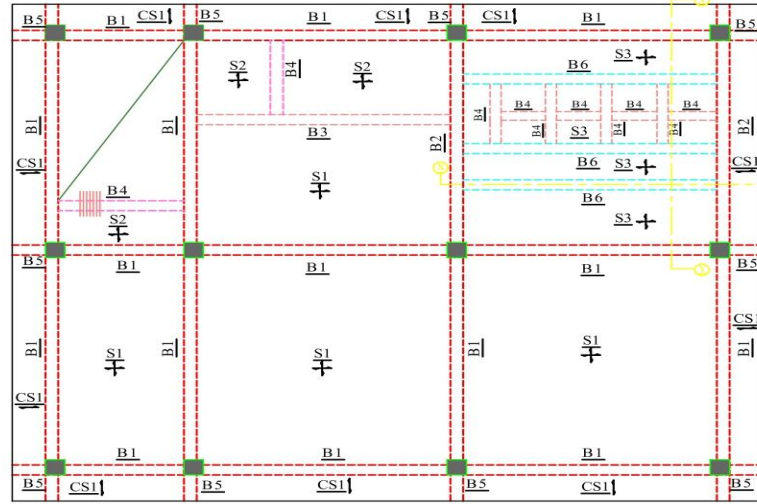 B5 B1 CS1 B5 B1 CS1 B5 CS1 B1 B5
S2 B4 S2 B6 S3
B1 B1 B4 B4 B4 B4 B4 B2
B3 B2 B4 B4 S3 B4 B4
CS1 S1 B6 S3 CS1
B4 B6
S2 S3
B5 B1 B5 B1 B5 B1 B5
CS1
B1 S1 B1 S1 B1 S1 B1
CS1
B1 B1 B1
B5 CS1 B5 CS1 B5 CS1 B5